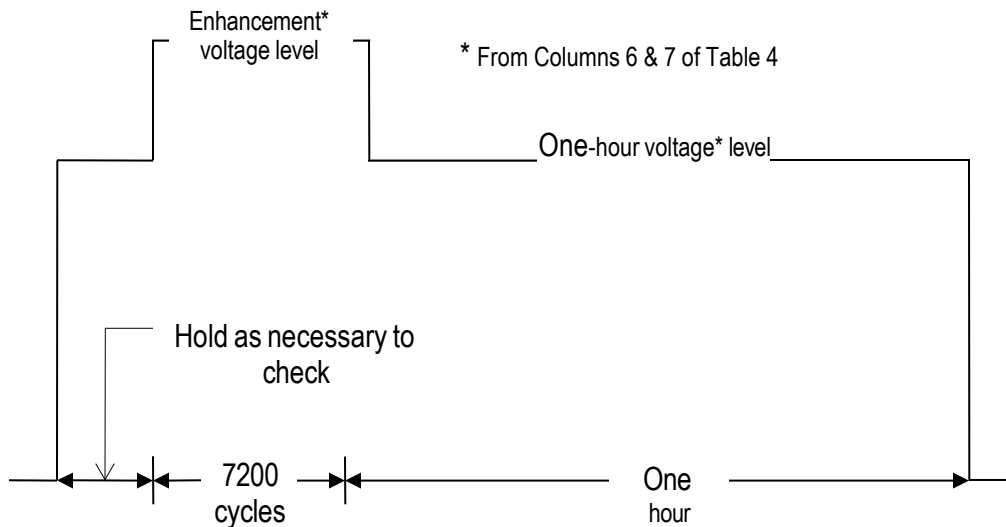 Enhancement*
voltage level
* From Columns 6 & 7 of Table 4
One-hour voltage* level
Hold as necessary to
check
7200
cycles
One
hour